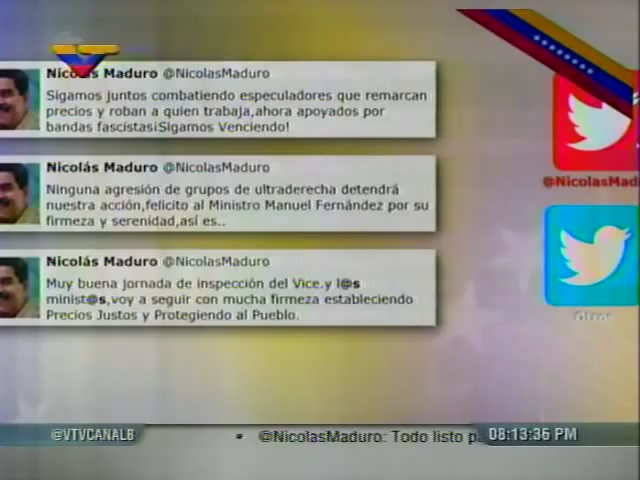 Nicolás Maduro @NicolasMaduro
Sigamos juntos combatiendo especuladores que remarcan
precios y roban a quien trabaja,ahora apoyados por
bandas fascistas¡Sigamos Venciendo!
Nicolás Maduro @NicolasMaduro
Ninguna agresión de grupos de ultraderecha detendrá
nuestra acción,felicito al Ministro Manuel Fernández por su
firmeza y serenidad,así es..
Nicolás Maduro @NicolasMaduro
Muy buena jornada de inspección del Vice.y l@s
minist@s,voy a seguir con mucha firmeza estableciendo
Precios Justos y Protegiendo al Pueblo.
@NicolasMad
Otros
@VTVCANAL8
• @NicolasMaduro: Todo listo pa
08:13:36 PM